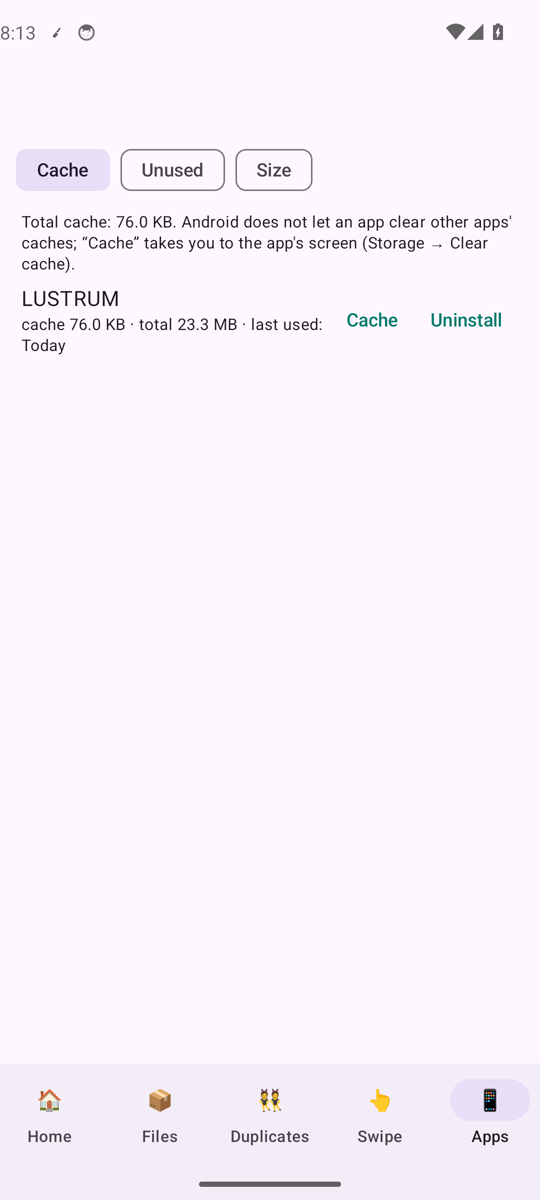 8:13
Cache
Unused
Size
Total cache: 76.0 KB. Android does not let an app clear other apps'
caches; “Cache” takes you to the app's screen (Storage → Clear
cache).
LUSTRUM
cache 76.0 KB · total 23.3 MB · last used:
Today
Cache
Uninstall
Home
Files
Duplicates
Swipe
Apps